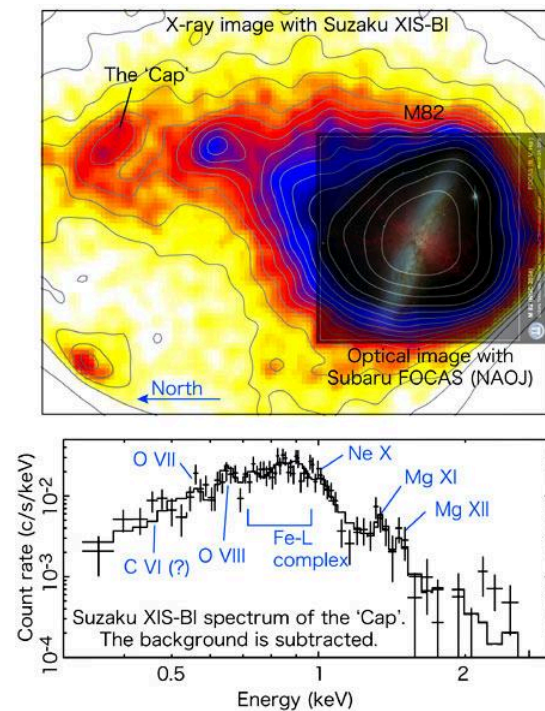 X-ray image with Suzaku XIS-BI
The 'Cap'
M82
Optical image with
Subaru FOCAS (NAOJ)
North
O VII
Ne X
Mg XI
Mg XII
O VIII
Fe-L
complex
C VI (?)
Suzaku XIS-BI spectrum of the 'Cap'.
The background is subtracted.
Count rate (c/s/keV)
10-2
10-3
10-4
0.5
1
2
Energy (keV)